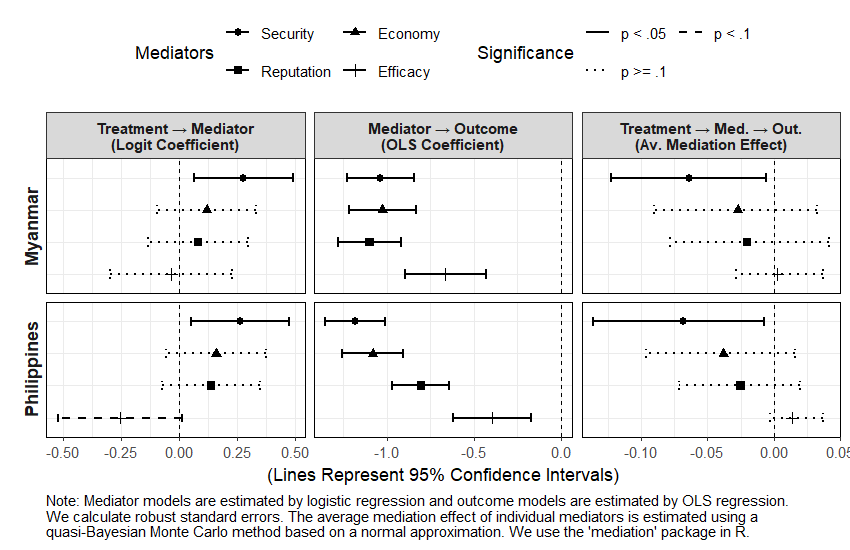 Mediators
Security
Economy
Reputation
Efficacy
Significance
p < .05
p < .1
p >= .1
Treatment → Mediator
(Logit Coefficient)
Mediator → Outcome
(OLS Coefficient)
Treatment → Med. → Out.
(Av. Mediation Effect)
Myanmar
Philippines
-0.50 -0.25 0.00 0.25 0.50
-1.0 -0.5 0.0
-0.10 -0.05 0.00 0.05
(Lines Represent 95% Confidence Intervals)
Note: Mediator models are estimated by logistic regression and outcome models are estimated by OLS regression.
We calculate robust standard errors. The average mediation effect of individual mediators is estimated using a
quasi-Bayesian Monte Carlo method based on a normal approximation. We use the 'mediation' package in R.